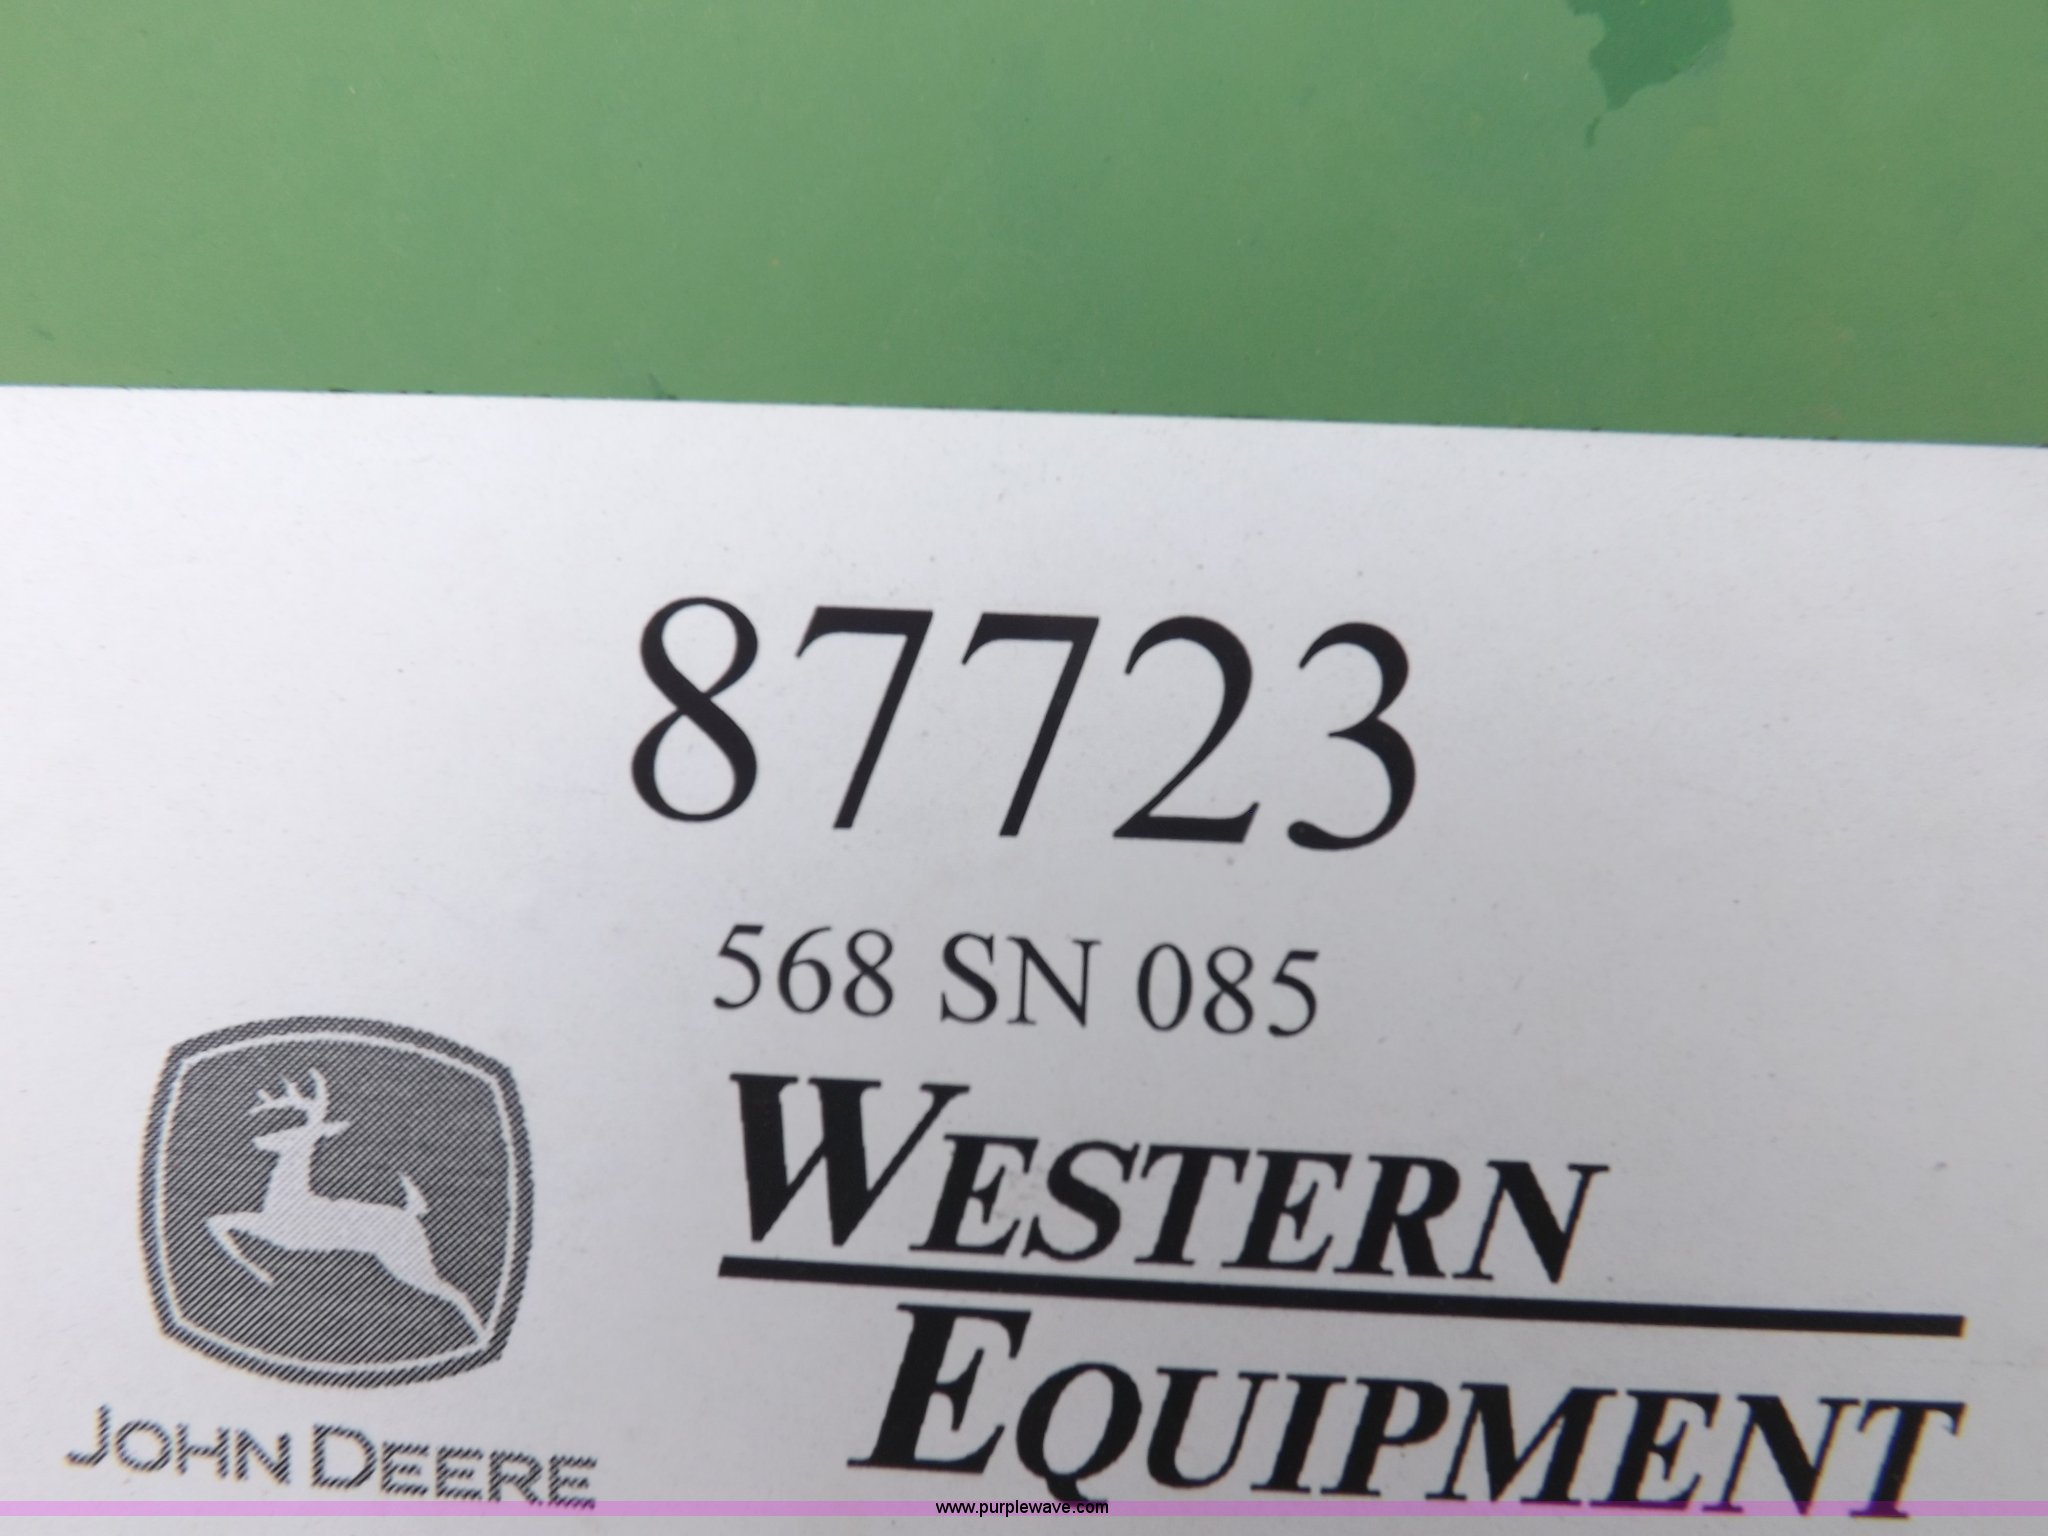 87723
568 SN 085
WESTERN
EQUIPMENT
JOHN DEERE
www.purplewave.com